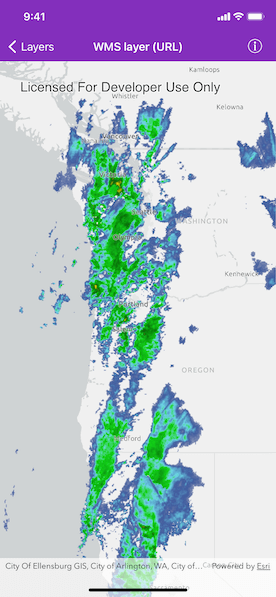 9:41
Layers
WMS layer (URL)
Kamloops
Licensed For Developer Use Only
Whistler
Kelowna
Vancouver
Victoria
Seattle
WASHINGTON
Olympia
Kennewick
Portland
Salem
OREGON
Medford
City Of Ellensburg GIS, City of Arlington, WA, City of...
Powered by Esri
Sacramento